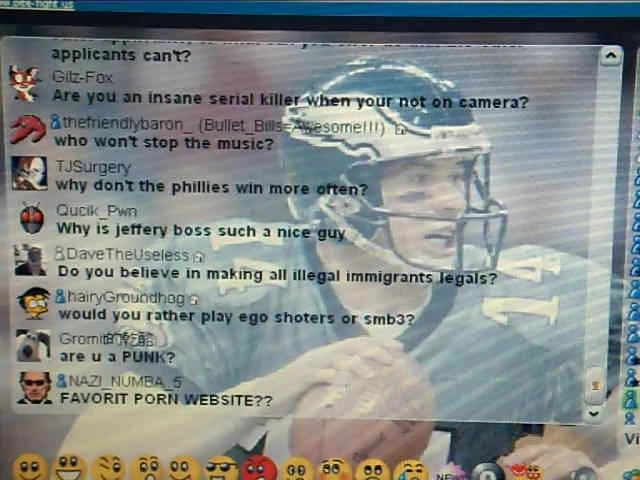 applicants can't?
Gilz-Fox
Are you an insane serial killer when your not on camera?
thefriendlybaron_ (Bullet_Bills=Awesome!!!)
who won't stop the music?
TJSurgery
why don't the phillies win more often?
Qucik_Pwn
Why is jeffery boss such a nice guy
DaveTheUseless
Do you believe in making all illegal immigrants legals?
hairyGroundhog
would you rather play ego shoters or smb3?
Gromit
are u a PUNK?
NAZI_NUMBA_5
FAVORIT PORN WEBSITE??
14
NEW
Vi